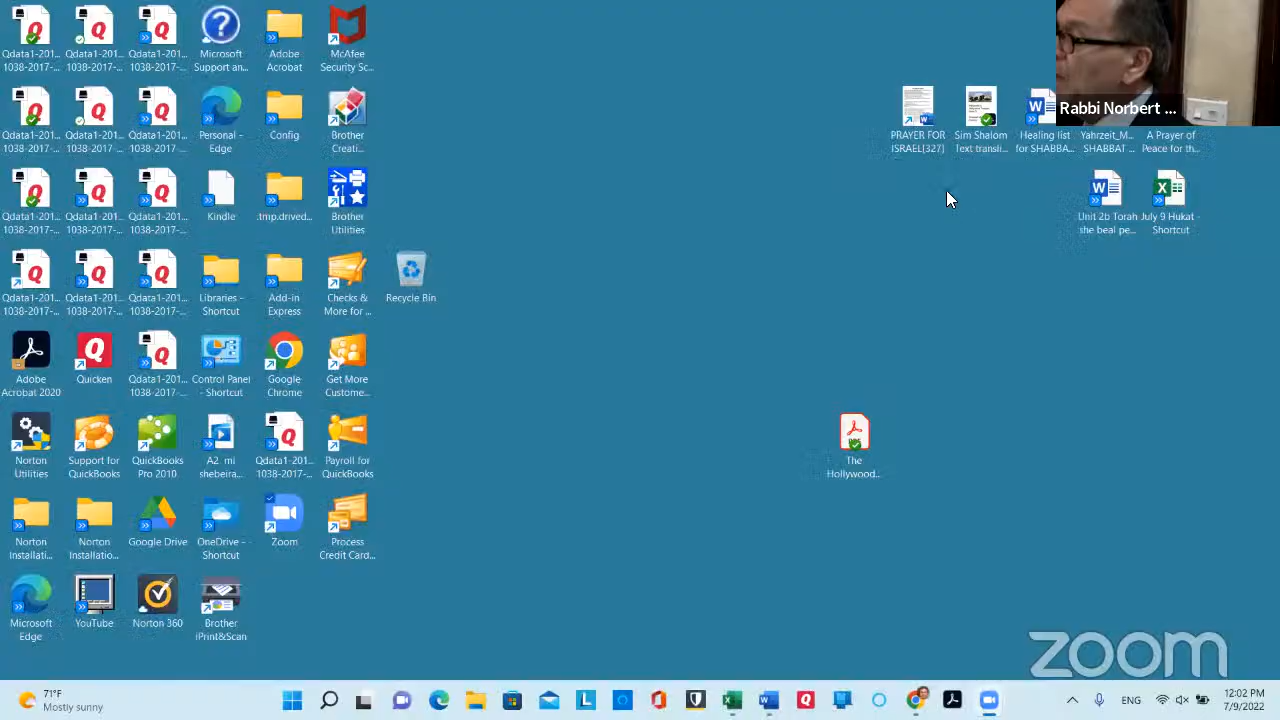 Qdata1-201...
1038-2017-...
Qdata1-201...
1038-2017-...
Qdata1-201...
1038-2017-...
Microsoft
Support an...
Adobe
Acrobat
McAfee
Security Sc...
Rabbi Norbert ...
Qdata1-201...
1038-2017-...
Qdata1-201...
1038-2017-...
Qdata1-201...
1038-2017-...
Personal -
Edge
Config
Brother
Creati...
PRAYER FOR
ISRAEL[327]
Sim Shalom
Text transli...
Healing list
for SHABBA...
Yahrzeit_M...
SHABBAT ...
A Prayer of
Peace for th...
Qdata1-201...
1038-2017-...
Qdata1-201...
1038-2017-...
Qdata1-201...
1038-2017-...
Kindle
.tmp.drived...
Brother
Utilities
Unit 2b Torah
she beal pe...
July 9 Hukat -
Shortcut
Qdata1-201...
1038-2017-...
Qdata1-201...
1038-2017-...
Qdata1-201...
1038-2017-...
Libraries -
Shortcut
Add-in
Express
Checks &
More for ...
Recycle Bin
Adobe
Acrobat 2020
Quicken
Qdata1-201...
1038-2017-...
Control Panel
- Shortcut
Google
Chrome
Get More
Custome...
Norton
Utilities
Support for
QuickBooks
QuickBooks
Pro 2010
A2 mi
shebeira...
Qdata1-201...
1038-2017-...
Payroll for
QuickBooks
The
Hollywood...
Norton
Installati...
Norton
Installatio...
Google Drive
OneDrive -
Shortcut
Zoom
Process
Credit Card...
Microsoft
Edge
YouTube
Norton 360
Brother
iPrint&Scan
zoom
71°F
Mostly sunny
ENG
12:02 PM
7/9/2022